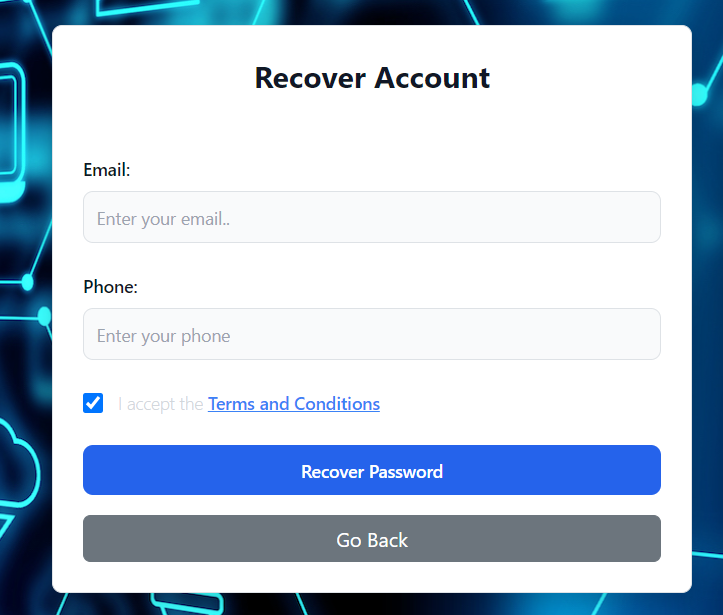 Recover Account
Email:
Enter your email..
Phone:
Enter your phone
I accept the Terms and Conditions
Recover Password
Go Back